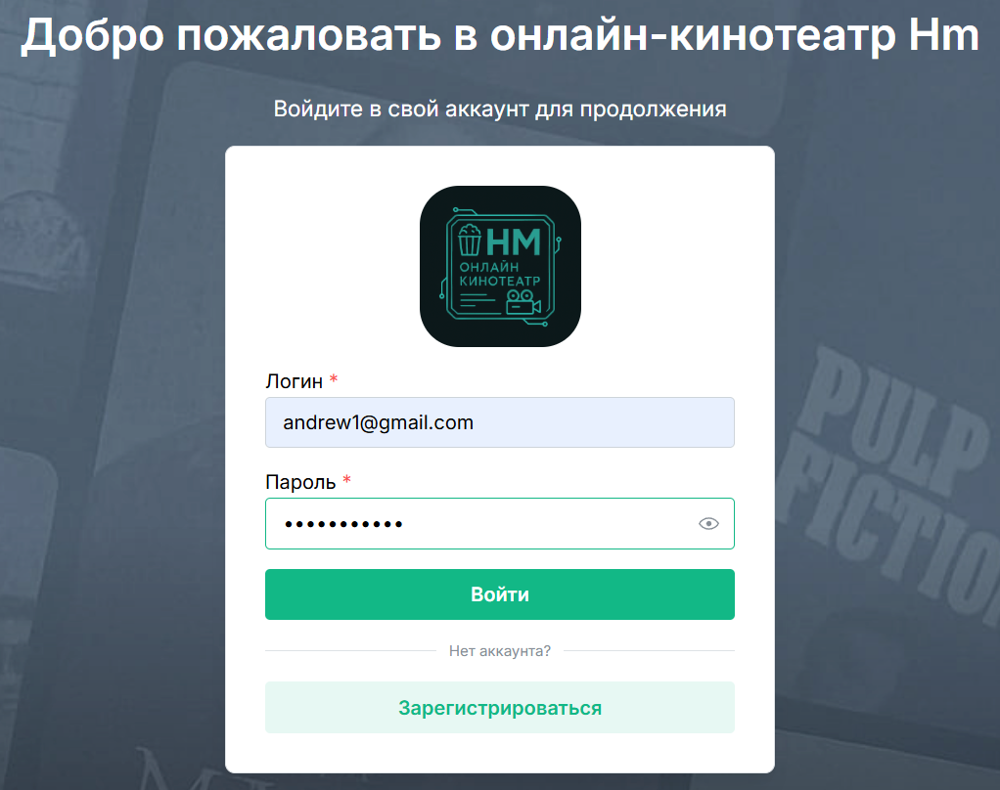 Добро пожаловать в онлайн-кинотеатр Hm
Войдите в свой аккаунт для продолжения
HM
ОНЛАЙН
КИНОТЕАТР
Логин *
andrew1@gmail.com
Пароль *
•••••••••••
Войти
Нет аккаунта?
Зарегистрироваться
PULP
FICTIO